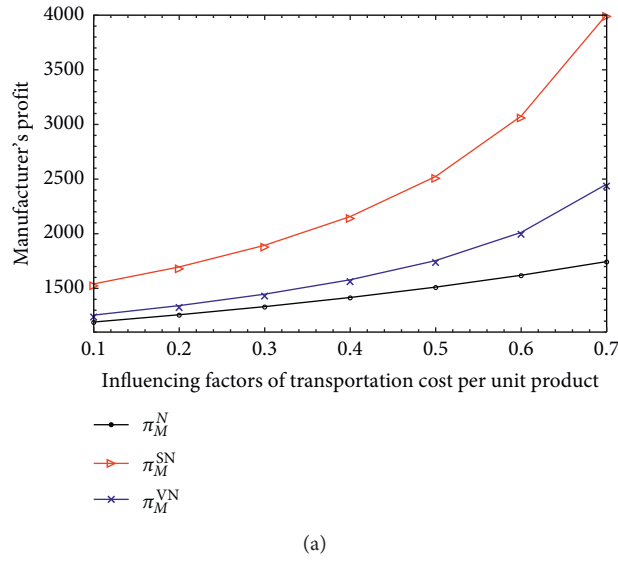 4000
3500
3000
2500
2000
1500
Manufacturer's profit
0.1 0.2 0.3 0.4 0.5 0.6 0.7
Influencing factors of transportation cost per unit product
π_M^N
π_M^SN
π_M^VN
(a)